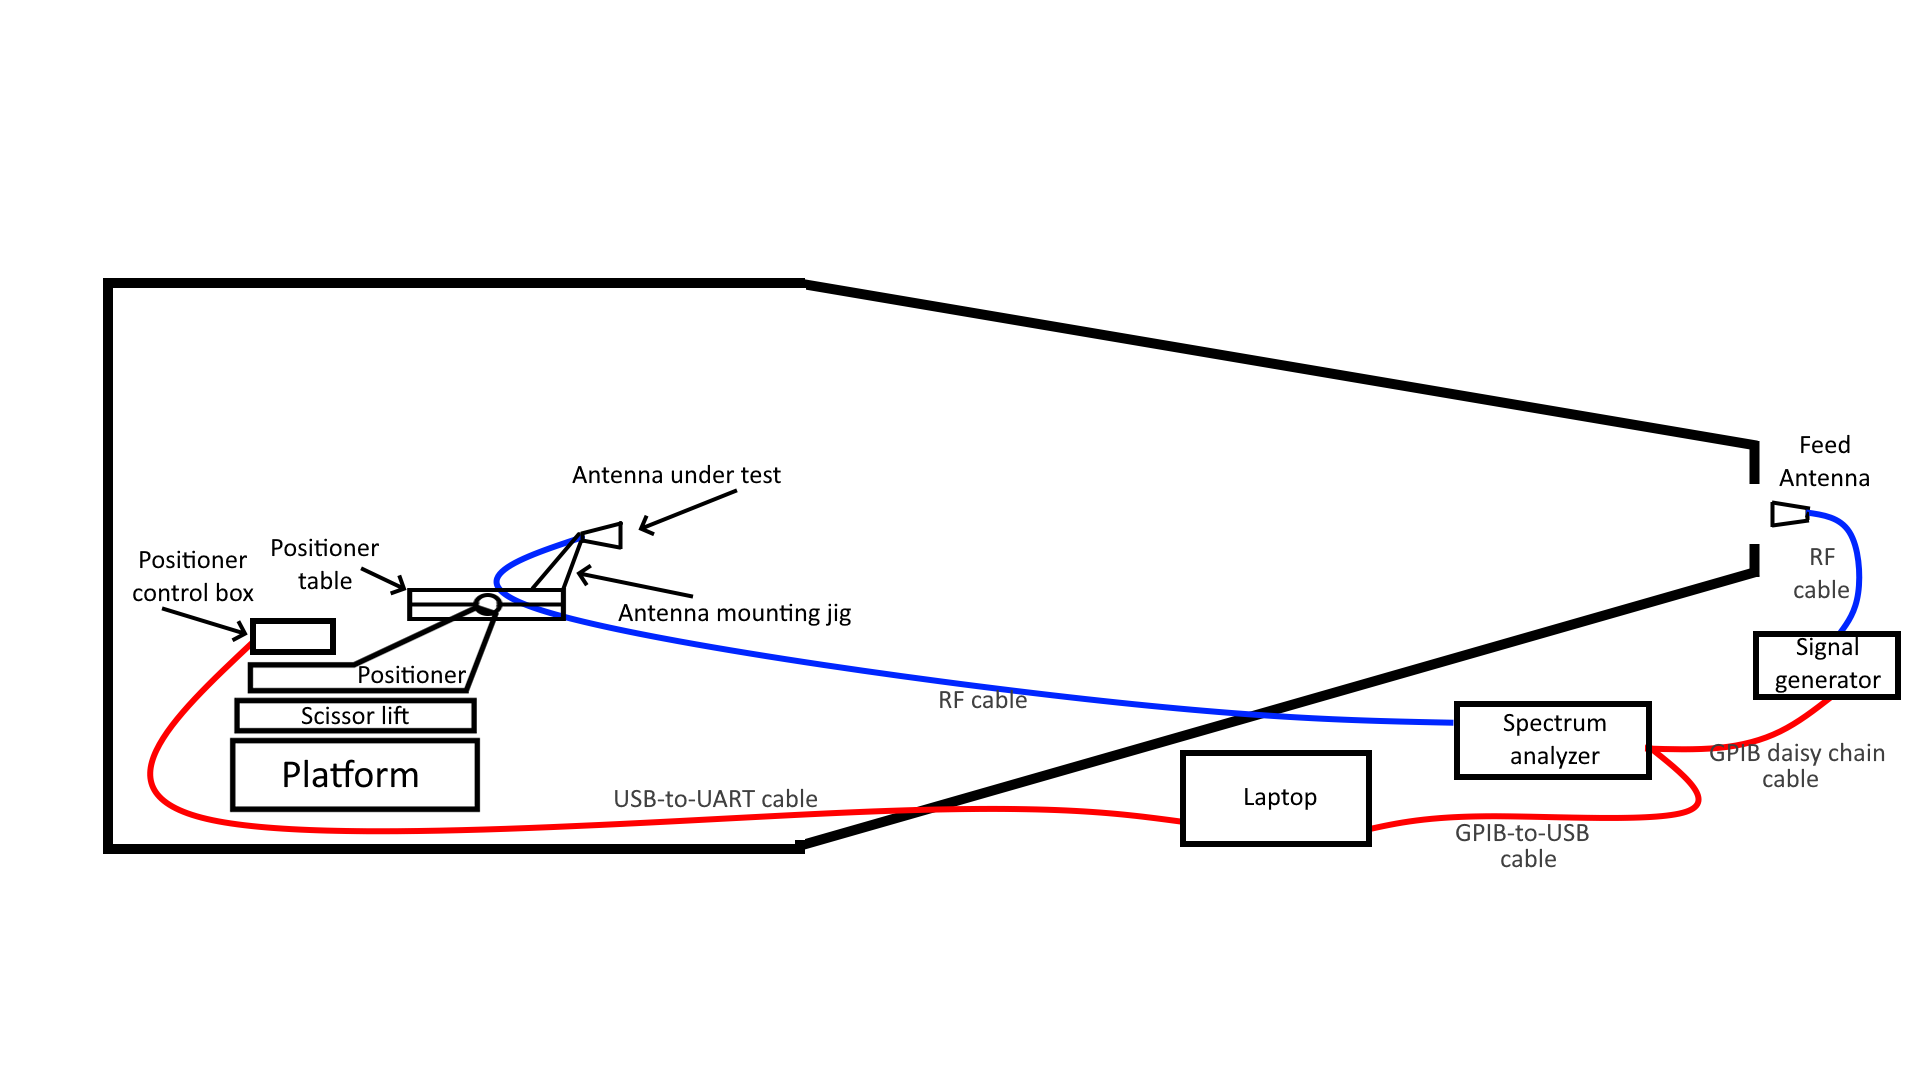 Feed
Antenna
Antenna under test
Positioner
table
Positioner
control box
RF
cable
Antenna mounting jig
Signal
generator
Positioner
RF cable
Scissor lift
Spectrum
analyzer
GPIB daisy chain
cable
Platform
USB-to-UART cable
Laptop
GPIB-to-USB
cable